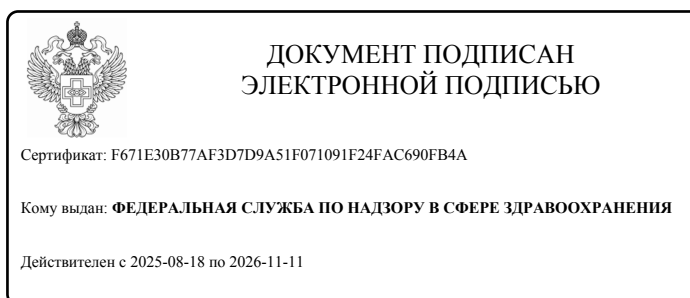 ДОКУМЕНТ ПОДПИСАН
ЭЛЕКТРОННОЙ ПОДПИСЬЮ
Сертификат: F671E30B77AF3D7D9A51F071091F24FAC690FB4A
Кому выдан: ФЕДЕРАЛЬНАЯ СЛУЖБА ПО НАДЗОРУ В СФЕРЕ ЗДРАВООХРАНЕНИЯ
Действителен с 2025-08-18 по 2026-11-11